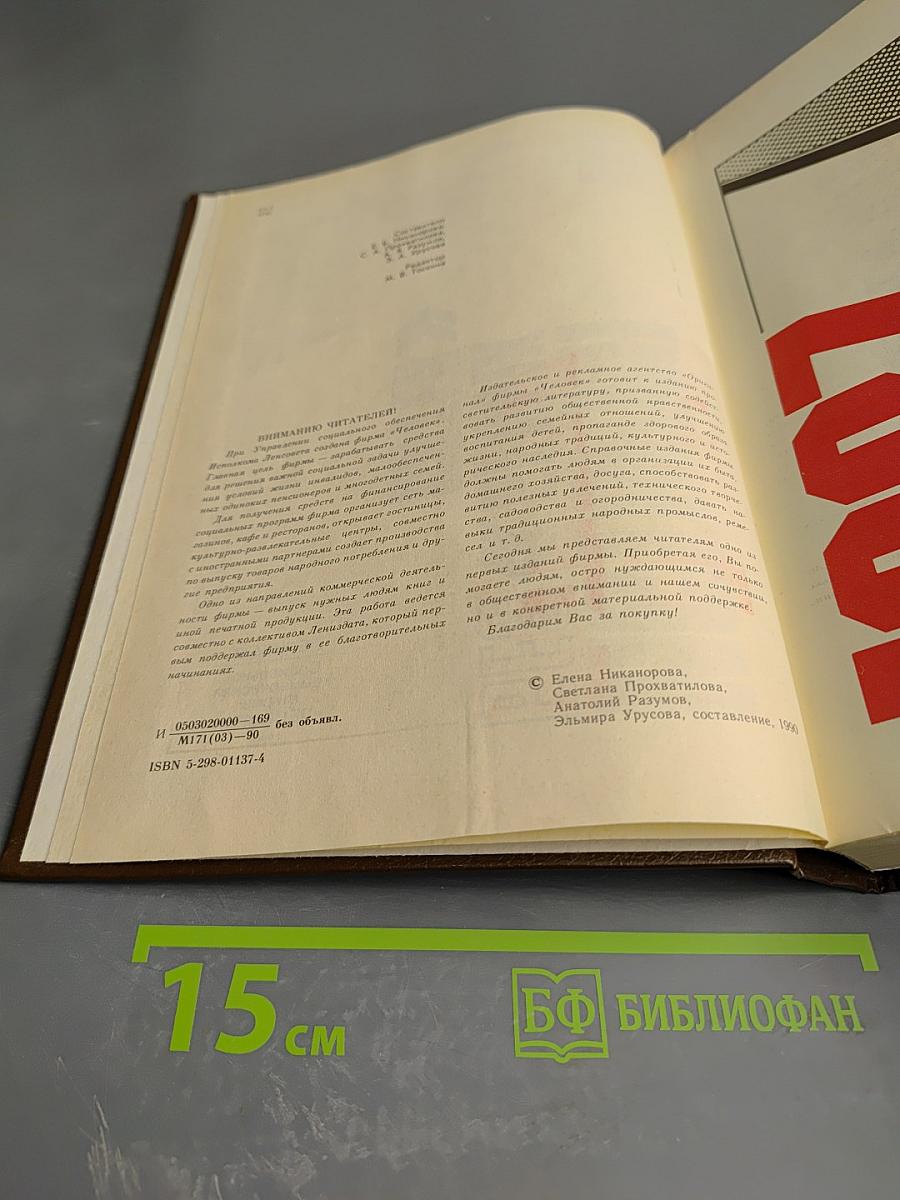 Составители
Е. Е. Никанорова,
С. А. Прохватилова,
А. Я. Разумов,
Э. А. Урусова
Редактор
М. В. Тоскина
ВНИМАНИЮ ЧИТАТЕЛЕЙ!
При Управлении социального обеспечения
Исполкома Ленсовета создана фирма «Человек».
Главная цель фирмы — зарабатывать средства
для решения важной социальной задачи улучше-
ния условий жизни инвалидов, малообеспечен-
ных одиноких пенсионеров и многодетных семей.
Для получения средств на финансирование
социальных программ фирма организует сеть ма-
газинов, кафе и ресторанов, открывает гостиницы,
культурно-развлекательные центры, совместно
с иностранными партнерами создает производства
по выпуску товаров народного потребления и дру-
гие предприятия.
Одно из направлений коммерческой деятель-
ности фирмы — выпуск нужных людям книг и
иной печатной продукции. Эта работа ведется
совместно с коллективом Лениздата, который пер-
вым поддержал фирму в ее благотворительных
начинаниях.
Издательское и рекламное агентство «Ориги-
нал» фирмы «Человек» готовит к изданию про-
светительскую литературу, призванную содейст-
вовать развитию общественной нравственности,
укреплению семейных отношений, улучшению
воспитания детей, пропаганде здорового образа
жизни, народных традиций, культурного и исто-
рического наследия. Справочные издания фирмы
должны помогать людям в организации их быта,
домашнего хозяйства, досуга, способствовать раз-
витию полезных увлечений, технического творче-
ства, садоводства и огородничества, давать на-
выки традиционных народных промыслов, реме-
сел и т. д.
Сегодня мы представляем читателям одно из
первых изданий фирмы. Приобретая его, Вы по-
могаете людям, остро нуждающимся не только
в общественном внимании и нашем сочувствии,
но и в конкретной материальной поддержке.
Благодарим Вас за покупку!
И 0503020000—169 без объявл.
М171(03)—90
ISBN 5-298-01137-4
© Елена Никанорова,
Светлана Прохватилова,
Анатолий Разумов,
Эльмира Урусова, составление, 1990
15 см
БФ БИБЛИОФАН